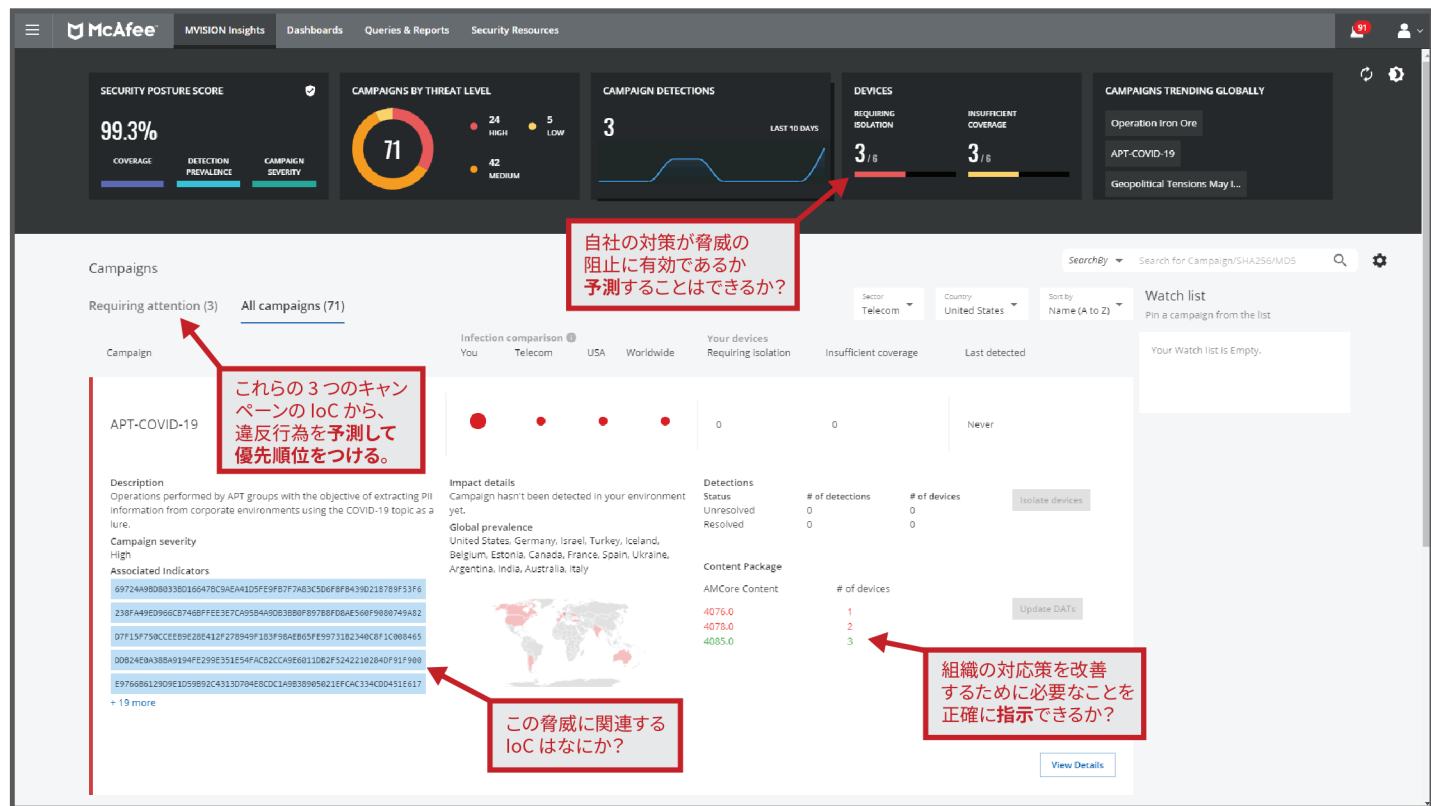 McAfee™
MVISION Insights
Dashboards
Queries & Reports
Security Resources
91
SECURITY POSTURE SCORE
99.3%
COVERAGE
DETECTION
PREVALENCE
CAMPAIGN
SEVERITY
CAMPAIGNS BY THREAT LEVEL
71
24
HIGH
5
LOW
42
MEDIUM
CAMPAIGN DETECTIONS
3
LAST 10 DAYS
DEVICES
REQUIRING
ISOLATION
3 / 6
INSUFFICIENT
COVERAGE
3 / 6
CAMPAIGNS TRENDING GLOBALLY
Operation Iron Ore
APT-COVID-19
Geopolitical Tensions May I...
自社の対策が脅威の
阻止に有効であるか
予測することはできるか?
Campaigns
SearchBy
Search for Campaign/SHA256/MD5
Requiring attention (3)
All campaigns (71)
Sector
Telecom
Country
United States
Sort by
Name (A to Z)
Watch list
Pin a campaign from the list
Your Watch list is Empty.
Campaign
Infection comparison
You
Telecom
USA
Worldwide
Your devices
Requiring isolation
Insufficient coverage
Last detected
これらの 3 つのキャン
ペーンの IoC から、
違反行為を予測して
優先順位をつける。
APT-COVID-19
0
0
Never
Description
Operations performed by APT groups with the objective of extracting PII
information from corporate environments using the COVID-19 topic as a
lure.
Campaign severity
High
Associated Indicators
69724A9BD8033BD16647BC9AEA41D5FE9FB7F7A83C5D6F8FB439D218789F53F6
238FA49ED966CB746BFFEE3E7CA95B4A9DB3BB0F897B8FD8AE560F9080749A82
D7F15F750CCEEB9E28E412F278949F183F98AEB65FE99731B2340C8F1C008465
DDB24E0A38BA9194FE299E351E54FACB2CCA9E6011DB2F5242210284DF91F900
E9766B6129D9E1D59B92C4313D704E8CDC1A9B38905021EFCAC334CDD451E617
+ 19 more
Impact details
Campaign hasn't been detected in your environment
yet.
Global prevalence
United States, Germany, Israel, Turkey, Iceland,
Belgium, Estonia, Canada, France, Spain, Ukraine,
Argentina, India, Australia, Italy
Detections
Status
# of detections
# of devices
Unresolved
0
0
Resolved
0
0
Isolate devices
Content Package
AMCore Content
# of devices
4076.0
1
4078.0
2
4085.0
3
Update DATs
組織の対応策を改善
するために必要なことを
正確に指示できるか?
この脅威に関連する
IoC はなにか?
View Details